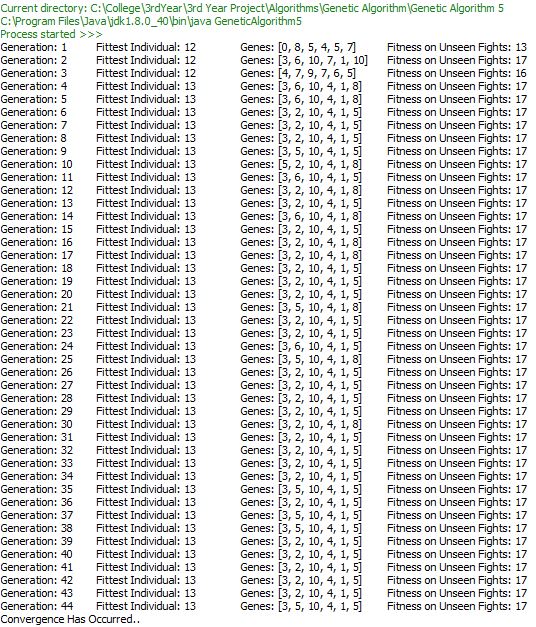 Current directory: C:\College\3rdYear\3rd Year Project\Algorithms\Genetic Algorithm\Genetic Algorithm 5
C:\Program Files\Java\jdk1.8.0_40\bin\java GeneticAlgorithm5
Process started >>>
Generation: 1 Fittest Individual: 12 Genes: [0, 8, 5, 4, 5, 7] Fitness on Unseen Fights: 13
Generation: 2 Fittest Individual: 12 Genes: [3, 6, 10, 7, 1, 10] Fitness on Unseen Fights: 17
Generation: 3 Fittest Individual: 12 Genes: [4, 7, 9, 7, 6, 5] Fitness on Unseen Fights: 16
Generation: 4 Fittest Individual: 13 Genes: [3, 6, 10, 4, 1, 8] Fitness on Unseen Fights: 17
Generation: 5 Fittest Individual: 13 Genes: [3, 6, 10, 4, 1, 8] Fitness on Unseen Fights: 17
Generation: 6 Fittest Individual: 13 Genes: [3, 2, 10, 4, 1, 5] Fitness on Unseen Fights: 17
Generation: 7 Fittest Individual: 13 Genes: [3, 2, 10, 4, 1, 5] Fitness on Unseen Fights: 17
Generation: 8 Fittest Individual: 13 Genes: [3, 2, 10, 4, 1, 5] Fitness on Unseen Fights: 17
Generation: 9 Fittest Individual: 13 Genes: [3, 5, 10, 4, 1, 5] Fitness on Unseen Fights: 17
Generation: 10 Fittest Individual: 13 Genes: [5, 2, 10, 4, 1, 8] Fitness on Unseen Fights: 17
Generation: 11 Fittest Individual: 13 Genes: [3, 6, 10, 4, 1, 5] Fitness on Unseen Fights: 17
Generation: 12 Fittest Individual: 13 Genes: [3, 2, 10, 4, 1, 8] Fitness on Unseen Fights: 17
Generation: 13 Fittest Individual: 13 Genes: [3, 2, 10, 4, 1, 5] Fitness on Unseen Fights: 17
Generation: 14 Fittest Individual: 13 Genes: [3, 6, 10, 4, 1, 8] Fitness on Unseen Fights: 17
Generation: 15 Fittest Individual: 13 Genes: [3, 2, 10, 4, 1, 5] Fitness on Unseen Fights: 17
Generation: 16 Fittest Individual: 13 Genes: [3, 2, 10, 4, 1, 8] Fitness on Unseen Fights: 17
Generation: 17 Fittest Individual: 13 Genes: [3, 2, 10, 4, 1, 8] Fitness on Unseen Fights: 17
Generation: 18 Fittest Individual: 13 Genes: [3, 2, 10, 4, 1, 5] Fitness on Unseen Fights: 17
Generation: 19 Fittest Individual: 13 Genes: [3, 2, 10, 4, 1, 5] Fitness on Unseen Fights: 17
Generation: 20 Fittest Individual: 13 Genes: [3, 2, 10, 4, 1, 5] Fitness on Unseen Fights: 17
Generation: 21 Fittest Individual: 13 Genes: [3, 5, 10, 4, 1, 8] Fitness on Unseen Fights: 17
Generation: 22 Fittest Individual: 13 Genes: [3, 2, 10, 4, 1, 5] Fitness on Unseen Fights: 17
Generation: 23 Fittest Individual: 13 Genes: [3, 2, 10, 4, 1, 5] Fitness on Unseen Fights: 17
Generation: 24 Fittest Individual: 13 Genes: [3, 6, 10, 4, 1, 5] Fitness on Unseen Fights: 17
Generation: 25 Fittest Individual: 13 Genes: [3, 5, 10, 4, 1, 8] Fitness on Unseen Fights: 17
Generation: 26 Fittest Individual: 13 Genes: [3, 2, 10, 4, 1, 5] Fitness on Unseen Fights: 17
Generation: 27 Fittest Individual: 13 Genes: [3, 2, 10, 4, 1, 5] Fitness on Unseen Fights: 17
Generation: 28 Fittest Individual: 13 Genes: [3, 2, 10, 4, 1, 5] Fitness on Unseen Fights: 17
Generation: 29 Fittest Individual: 13 Genes: [3, 2, 10, 4, 1, 5] Fitness on Unseen Fights: 17
Generation: 30 Fittest Individual: 13 Genes: [3, 2, 10, 4, 1, 8] Fitness on Unseen Fights: 17
Generation: 31 Fittest Individual: 13 Genes: [3, 2, 10, 4, 1, 5] Fitness on Unseen Fights: 17
Generation: 32 Fittest Individual: 13 Genes: [3, 2, 10, 4, 1, 5] Fitness on Unseen Fights: 17
Generation: 33 Fittest Individual: 13 Genes: [3, 2, 10, 4, 1, 5] Fitness on Unseen Fights: 17
Generation: 34 Fittest Individual: 13 Genes: [3, 2, 10, 4, 1, 5] Fitness on Unseen Fights: 17
Generation: 35 Fittest Individual: 13 Genes: [3, 5, 10, 4, 1, 5] Fitness on Unseen Fights: 17
Generation: 36 Fittest Individual: 13 Genes: [3, 2, 10, 4, 1, 5] Fitness on Unseen Fights: 17
Generation: 37 Fittest Individual: 13 Genes: [3, 5, 10, 4, 1, 5] Fitness on Unseen Fights: 17
Generation: 38 Fittest Individual: 13 Genes: [3, 5, 10, 4, 1, 5] Fitness on Unseen Fights: 17
Generation: 39 Fittest Individual: 13 Genes: [3, 2, 10, 4, 1, 5] Fitness on Unseen Fights: 17
Generation: 40 Fittest Individual: 13 Genes: [3, 2, 10, 4, 1, 5] Fitness on Unseen Fights: 17
Generation: 41 Fittest Individual: 13 Genes: [3, 2, 10, 4, 1, 5] Fitness on Unseen Fights: 17
Generation: 42 Fittest Individual: 13 Genes: [3, 2, 10, 4, 1, 5] Fitness on Unseen Fights: 17
Generation: 43 Fittest Individual: 13 Genes: [3, 2, 10, 4, 1, 5] Fitness on Unseen Fights: 17
Generation: 44 Fittest Individual: 13 Genes: [3, 5, 10, 4, 1, 5] Fitness on Unseen Fights: 17
Convergence Has Occurred..